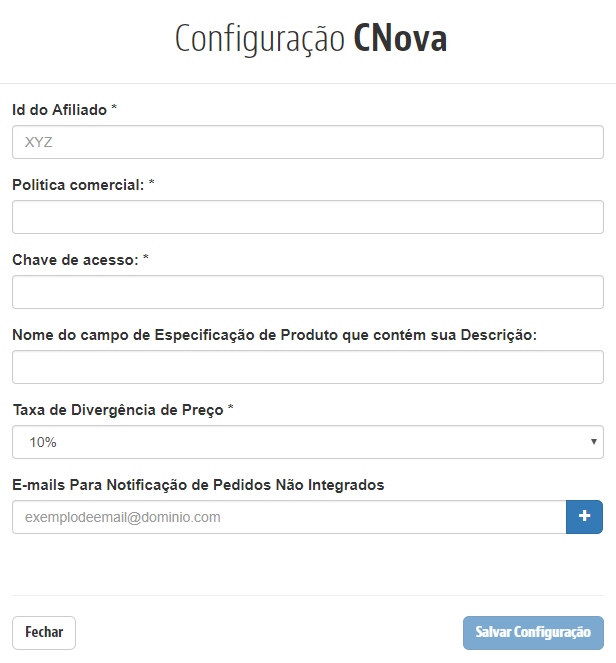 Configuração CNova
Id do Afiliado *
XYZ
Politica comercial: *
Chave de acesso: *
Nome do campo de Especificação de Produto que contém sua Descrição:
Taxa de Divergência de Preço *
10%
E-mails Para Notificação de Pedidos Não Integrados
exemplodeemail@dominio.com +
Fechar Salvar Configuração